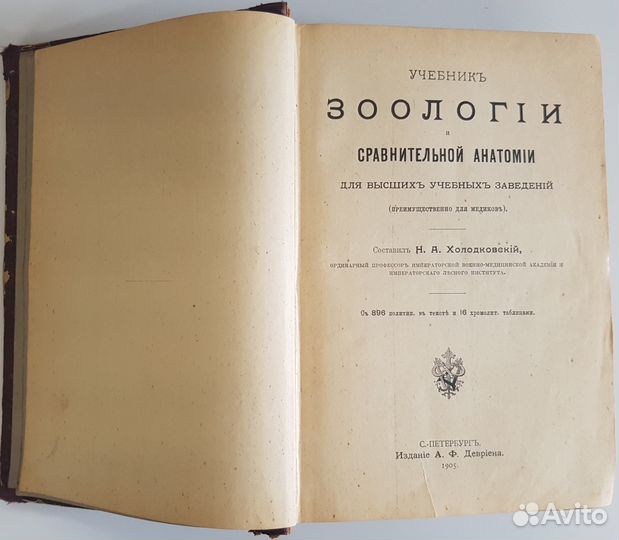 УЧЕБНИКЪ
ЗООЛОГІИ
И
СРАВНИТЕЛЬНОЙ АНАТОМІИ
ДЛЯ ВЫСШИХЪ УЧЕБНЫХЪ ЗАВЕДЕНІЙ
(ПРЕИМУЩЕСТВЕННО ДЛЯ МЕДИКОВЪ).
Составилъ Н. А. Холодковскій,
ОРДИНАРНЫЙ ПРОФЕССОРЪ ИМПЕРАТОРСКОЙ ВОЕННО-МЕДИЦИНСКОЙ АКАДЕМІИ И
ИМПЕРАТОРСКАГО ЛѢСНОГО ИНСТИТУТА.
Съ 896 политип. въ текстѣ и 16 хромолит. таблицами.
С.-ПЕТЕРБУРГЪ.
Изданіе А. Ф. Девріена.
1905.
Avito